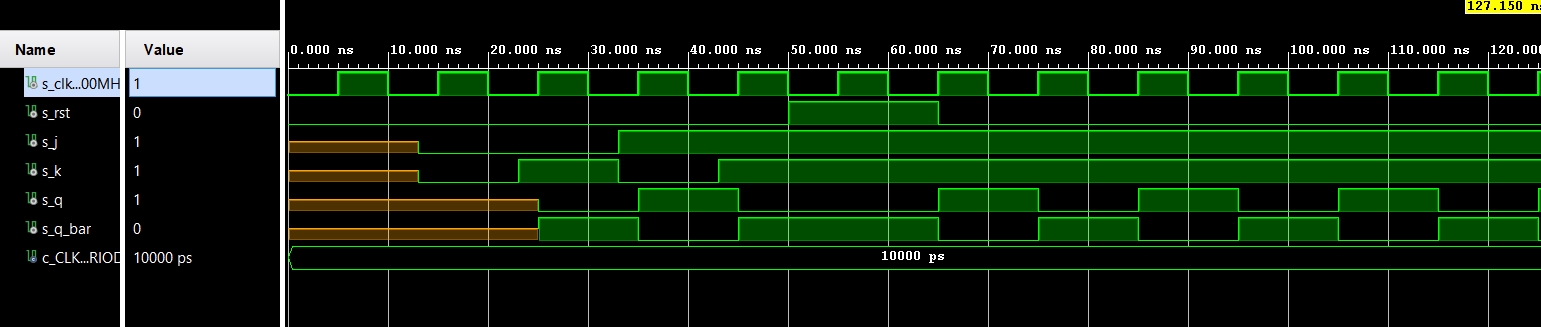 127.150 ns
Name Value 0.000 ns 10.000 ns 20.000 ns 30.000 ns 40.000 ns 50.000 ns 60.000 ns 70.000 ns 80.000 ns 90.000 ns 100.000 ns 110.000 ns 120.000
s_clk...00MH 1
s_rst 0
s_j 1
s_k 1
s_q 1
s_q_bar 0
c_CLK...RIOD 10000 ps 10000 ps